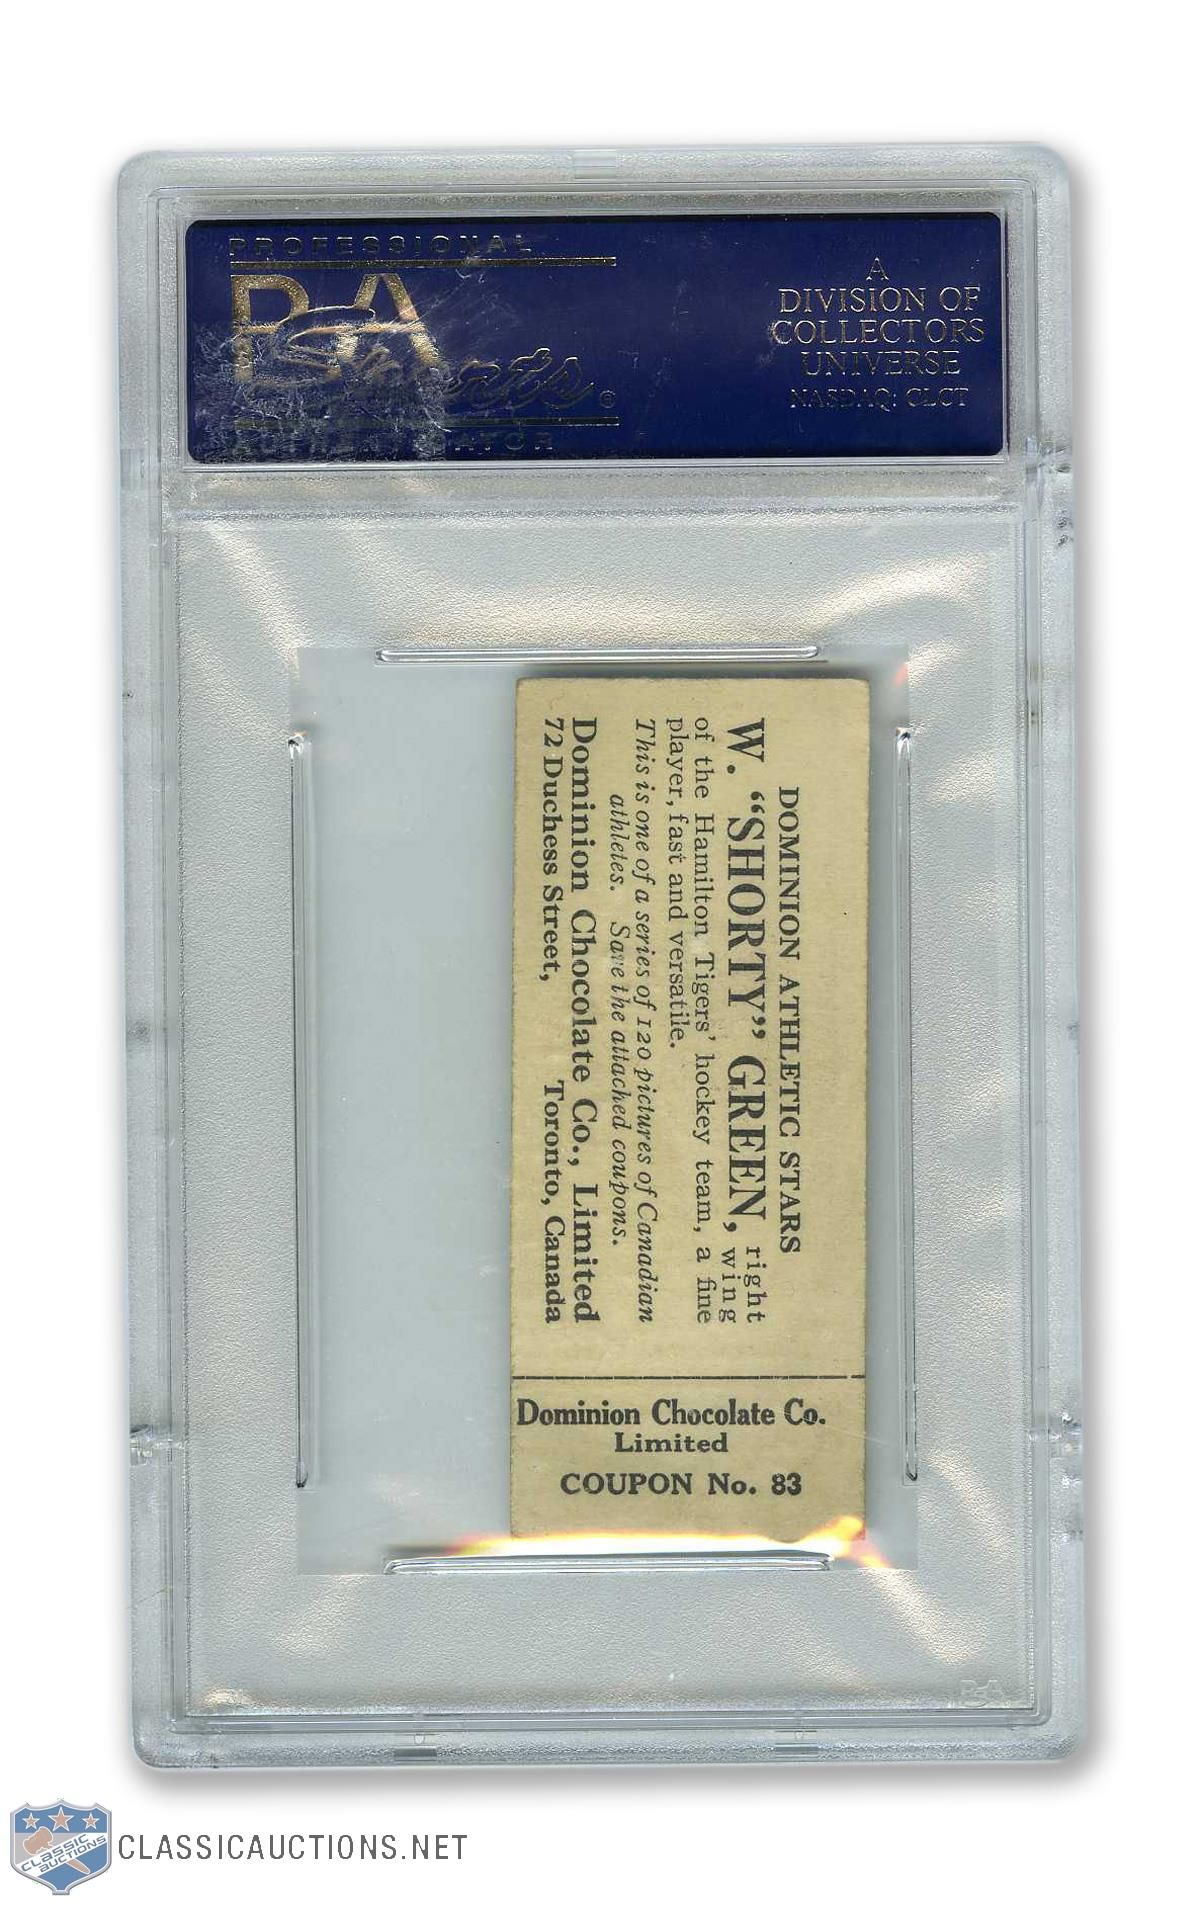 PROFESSIONAL
PSA
Sports®
AUTHENTICATOR
A
DIVISION OF
COLLECTORS
UNIVERSE
NASDAQ: CLCT
DOMINION ATHLETIC STARS
W. “SHORTY” GREEN, right wing
of the Hamilton Tigers’ hockey team, a fine
player, fast and versatile.
This is one of a series of 120 pictures of Canadian
athletes. Save the attached coupons.
Dominion Chocolate Co., Limited
72 Duchess Street, Toronto, Canada
Dominion Chocolate Co.
Limited
COUPON No. 83
PSA
CLASSIC
AUCTIONS
CLASSICAUCTIONS.NET